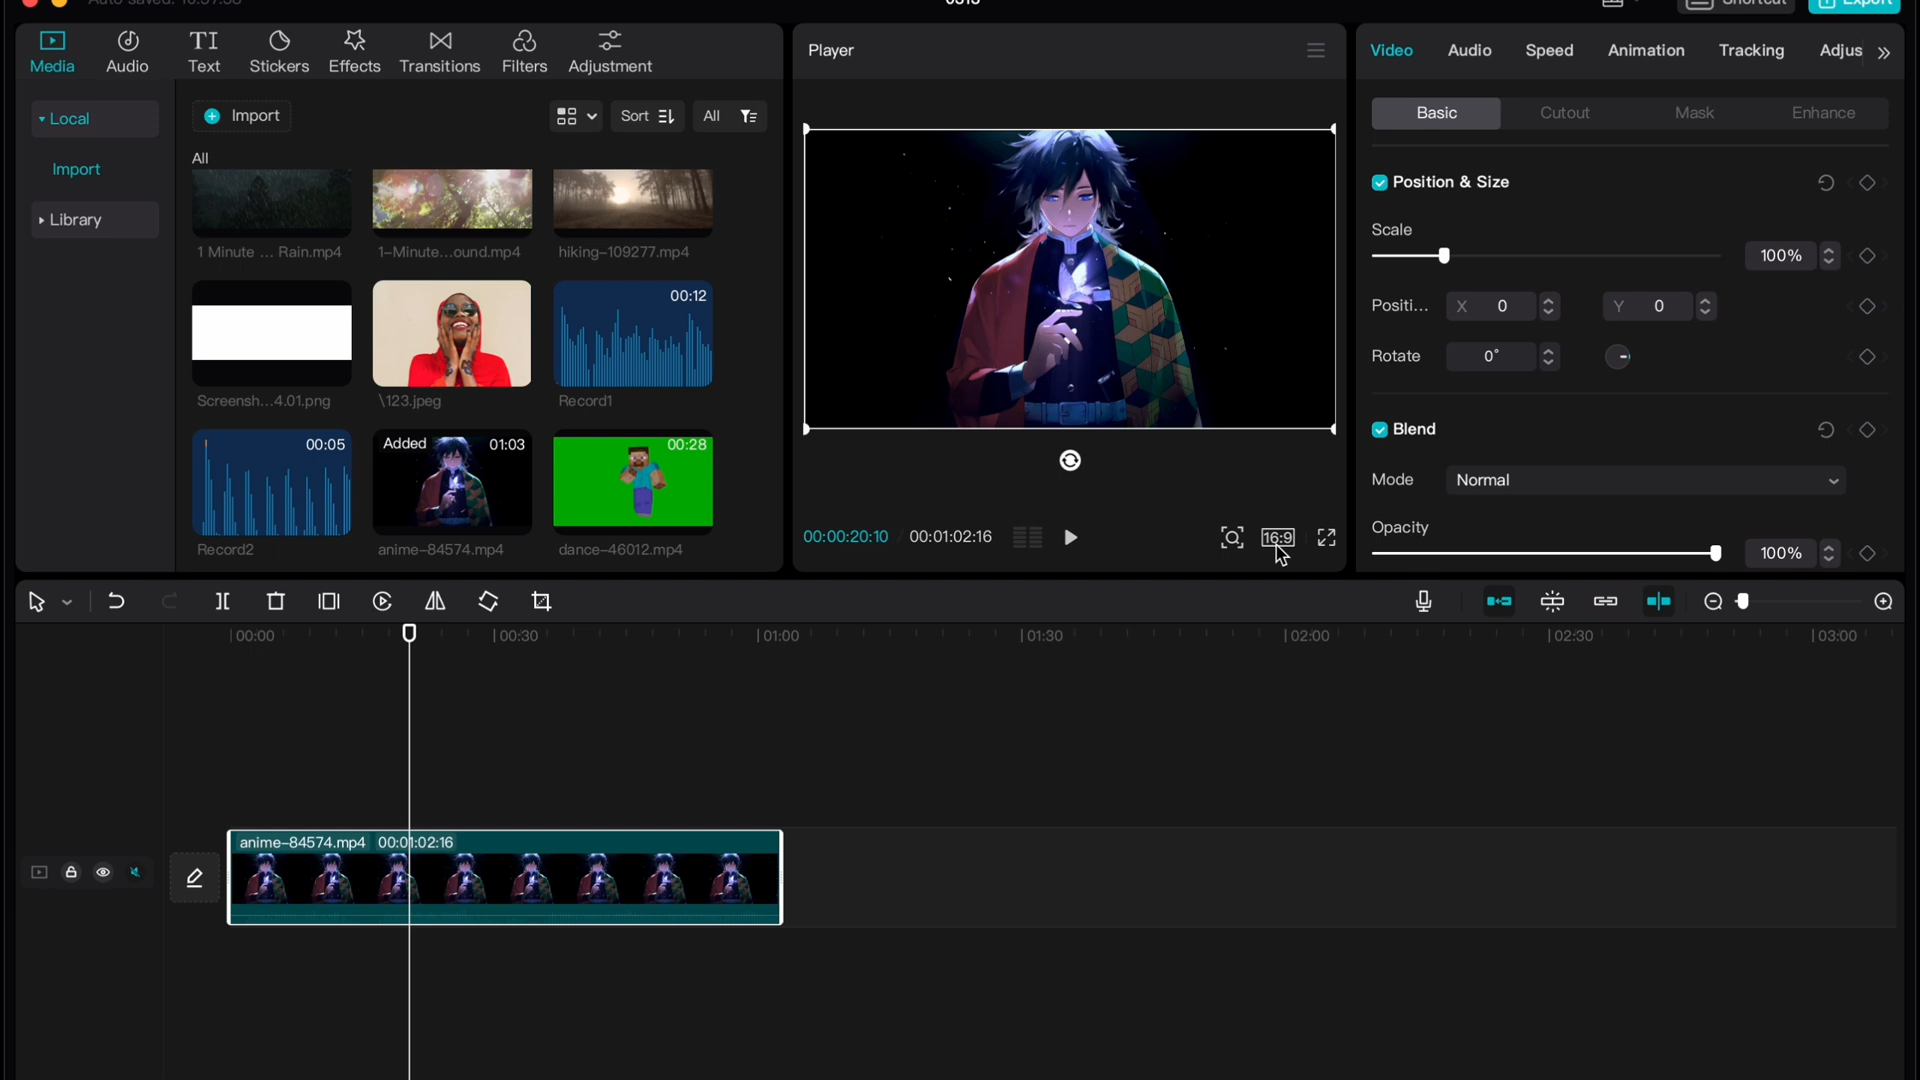 Media
Audio
TI
Text
Stickers
Effects
Transitions
Filters
Adjustment
Player
Video
Audio
Speed
Animation
Tracking
Adjus
Local
Import
Library
Import
Sort
All
All
1 Minute ... Rain.mp4
1-Minute...ound.mp4
hiking-109277.mp4
Screensh...4.01.png
\123.jpeg
00:12
Record1
00:05
Record2
Added
01:03
anime-84574.mp4
00:28
dance-46012.mp4
00:00:20:10 / 00:01:02:16
16:9
Basic
Cutout
Mask
Enhance
Position & Size
Scale
100%
Positi...
X 0
Y 0
Rotate
0°
Blend
Mode
Normal
Opacity
100%
00:00
00:30
01:00
01:30
02:00
02:30
03:00
anime-84574.mp4 00:01:02:16